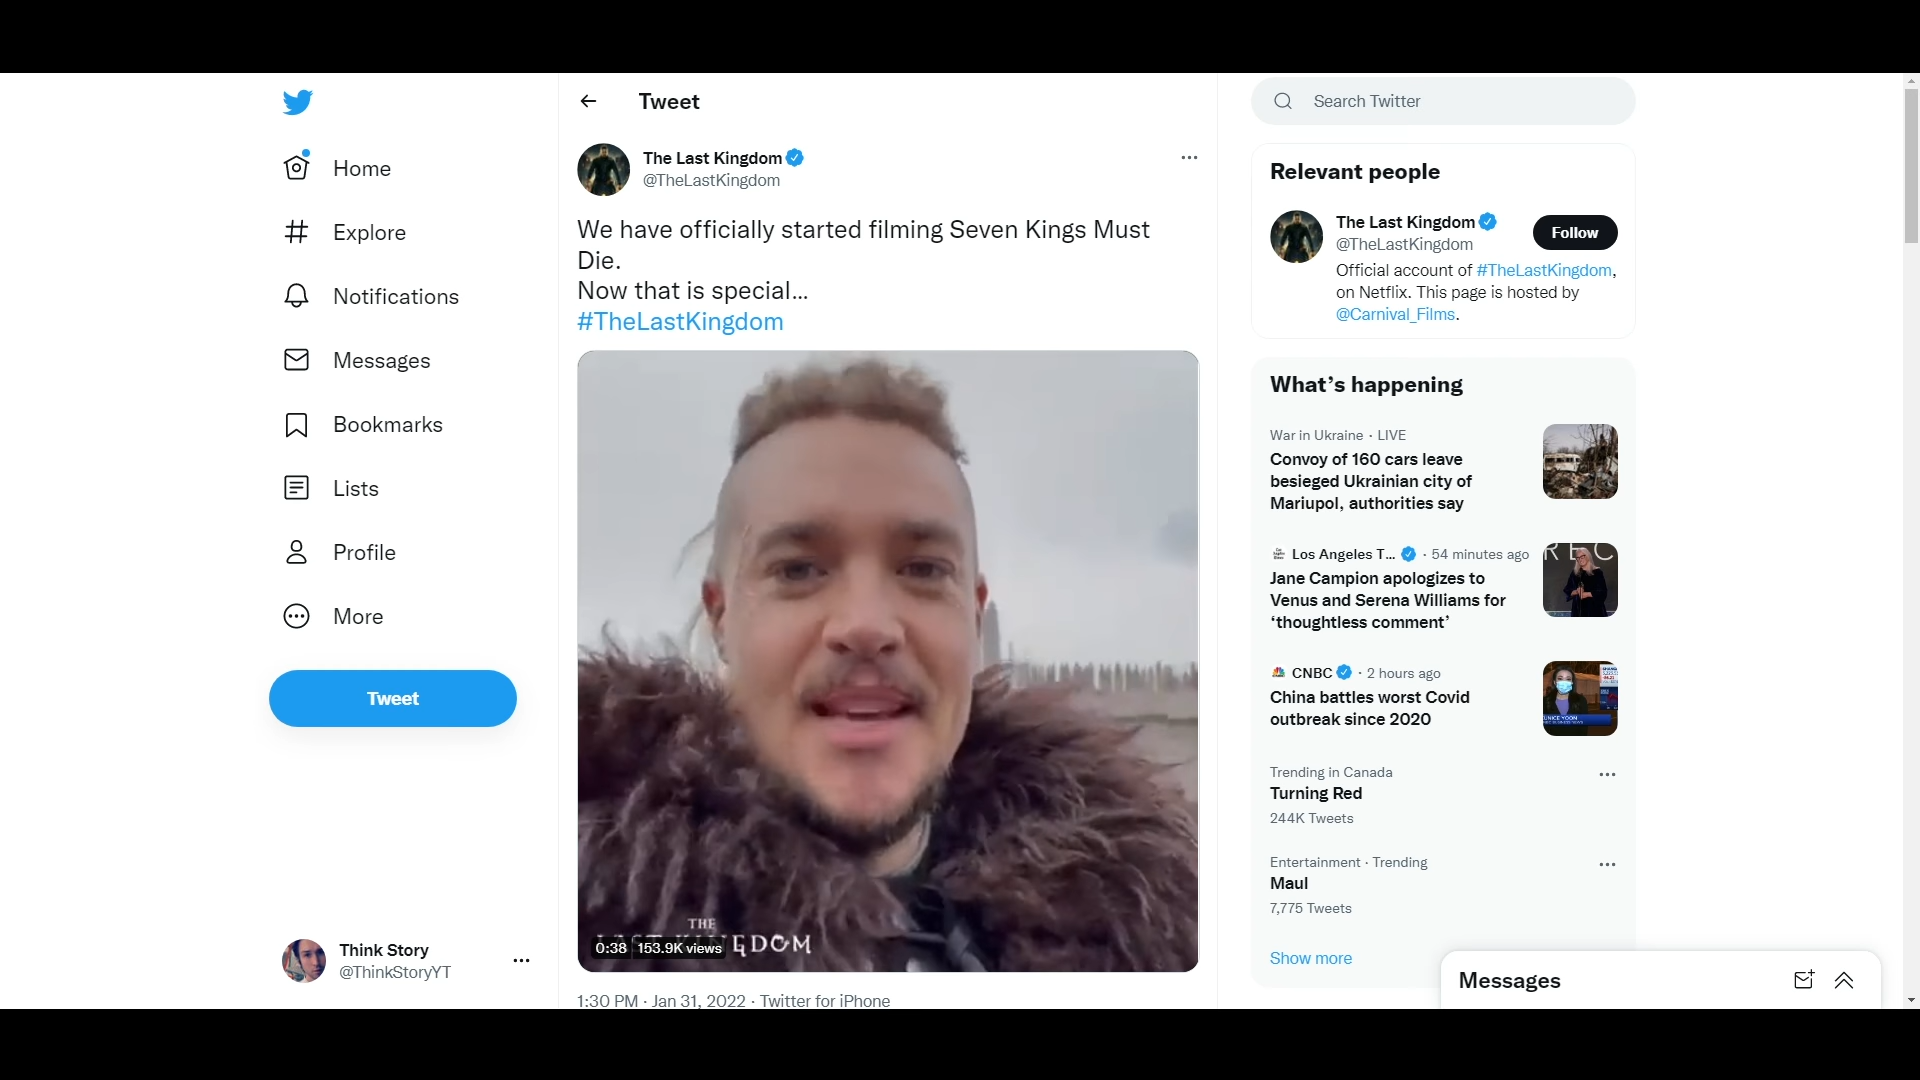 Home
Explore
Notifications
Messages
Bookmarks
Lists
Profile
More
Tweet
Think Story
@ThinkStoryYT
Tweet
The Last Kingdom
@TheLastKingdom
We have officially started filming Seven Kings Must
Die.
Now that is special...
#TheLastKingdom
THE
0:38 153.9K views
1:30 PM · Jan 31, 2022 · Twitter for iPhone
Search Twitter
Relevant people
The Last Kingdom
@TheLastKingdom
Follow
Official account of #TheLastKingdom,
on Netflix. This page is hosted by
@Carnival_Films.
What's happening
War in Ukraine · LIVE
Convoy of 160 cars leave
besieged Ukrainian city of
Mariupol, authorities say
Los Angeles T... · 54 minutes ago
Jane Campion apologizes to
Venus and Serena Williams for
‘thoughtless comment’
CNBC · 2 hours ago
China battles worst Covid
outbreak since 2020
Trending in Canada
Turning Red
244K Tweets
Entertainment · Trending
Maul
7,775 Tweets
Show more
Messages